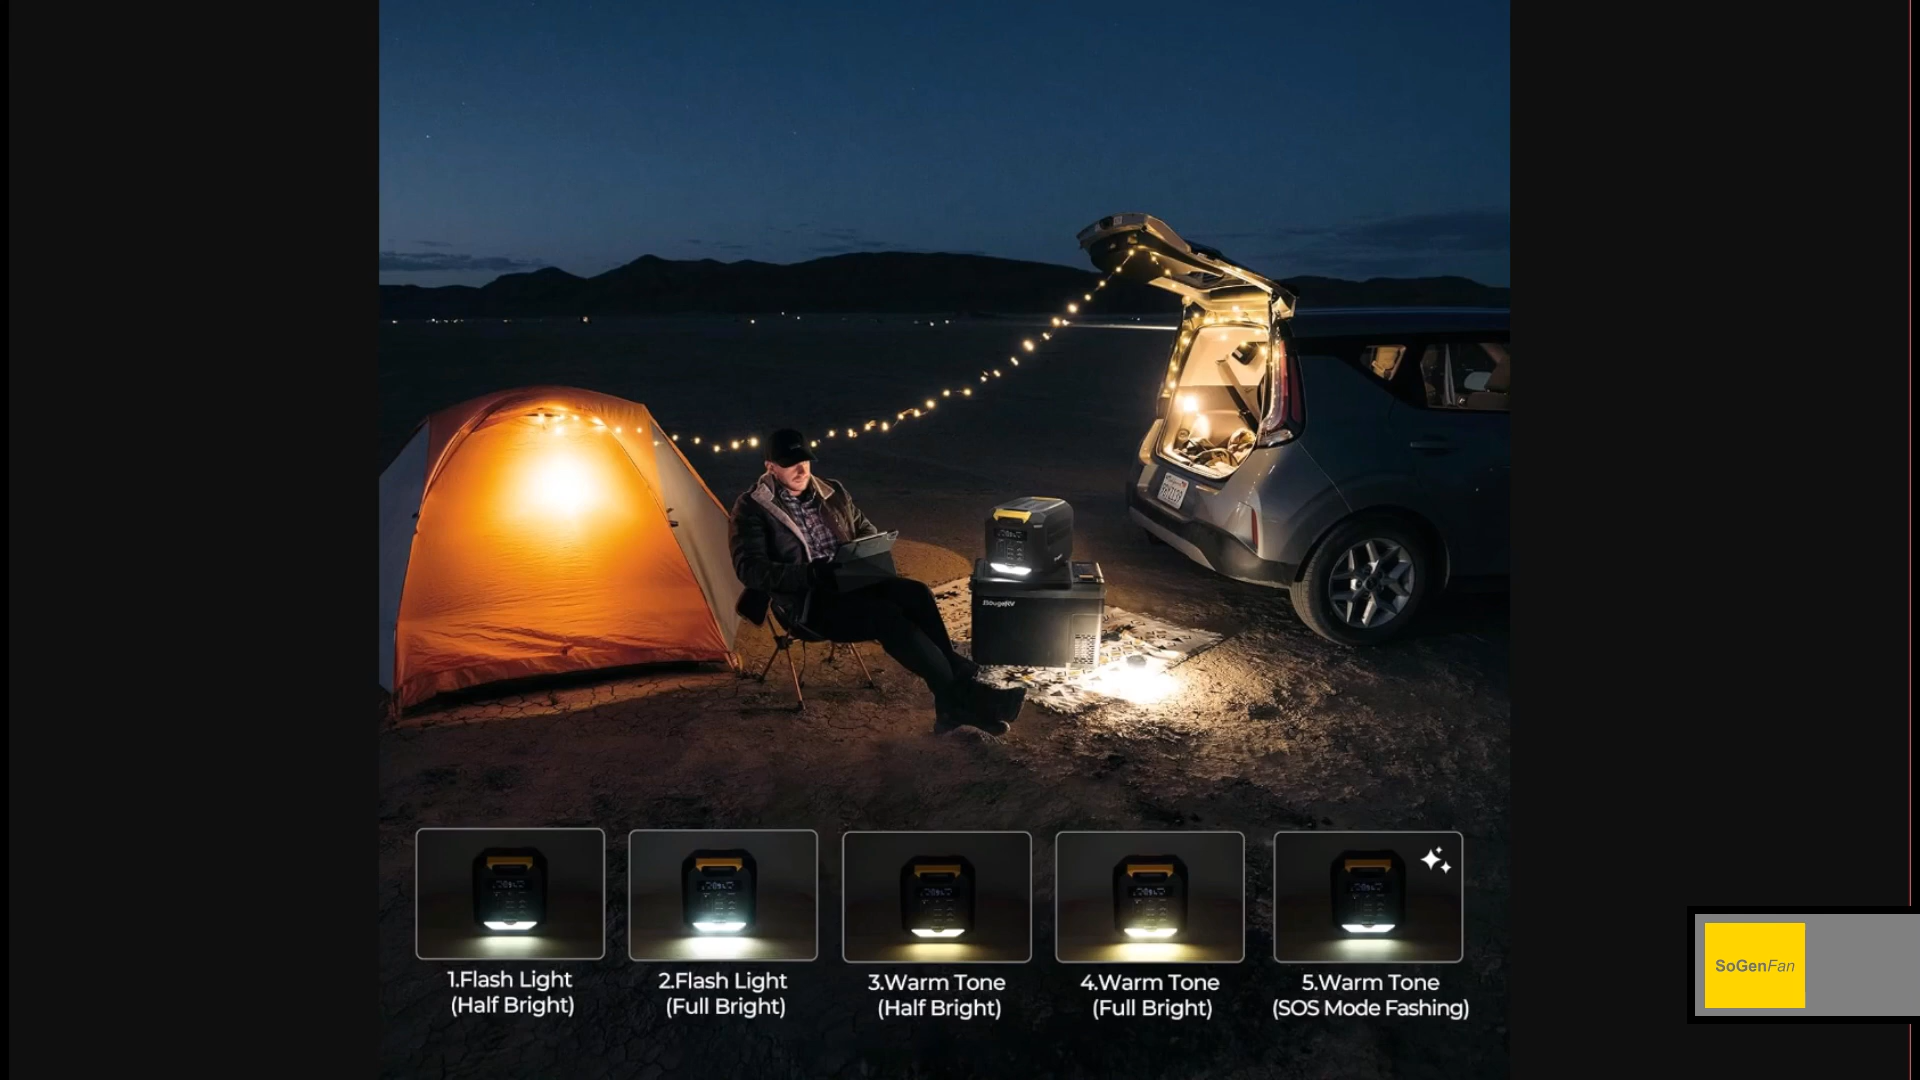 BougeRV
1.Flash Light
(Half Bright)
2.Flash Light
(Full Bright)
3.Warm Tone
(Half Bright)
4.Warm Tone
(Full Bright)
5.Warm Tone
(SOS Mode Fashing)
SoGenFan